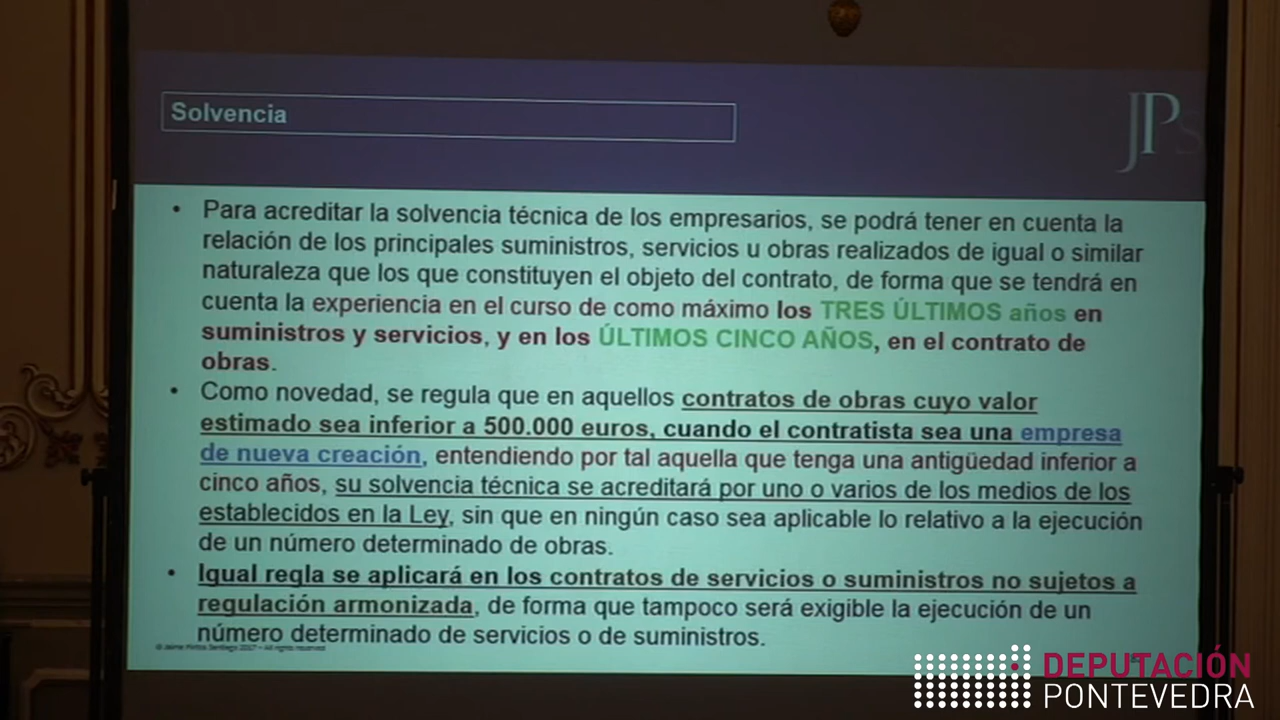 Solvencia
JPS
• Para acreditar la solvencia técnica de los empresarios, se podrá tener en cuenta la
relación de los principales suministros, servicios u obras realizados de igual o similar
naturaleza que los que constituyen el objeto del contrato, de forma que se tendrá en
cuenta la experiencia en el curso de como máximo los TRES ÚLTIMOS años en
suministros y servicios, y en los ÚLTIMOS CINCO AÑOS, en el contrato de
obras.
• Como novedad, se regula que en aquellos contratos de obras cuyo valor
estimado sea inferior a 500.000 euros, cuando el contratista sea una empresa
de nueva creación, entendiendo por tal aquella que tenga una antigüedad inferior a
cinco años, su solvencia técnica se acreditará por uno o varios de los medios de los
establecidos en la Ley, sin que en ningún caso sea aplicable lo relativo a la ejecución
de un número determinado de obras.
• Igual regla se aplicará en los contratos de servicios o suministros no sujetos a
regulación armonizada, de forma que tampoco será exigible la ejecución de un
número determinado de servicios o de suministros.
© Jaime Pintos Santiago 2017 – All rights reserved
DEPUTACIÓN
PONTEVEDRA